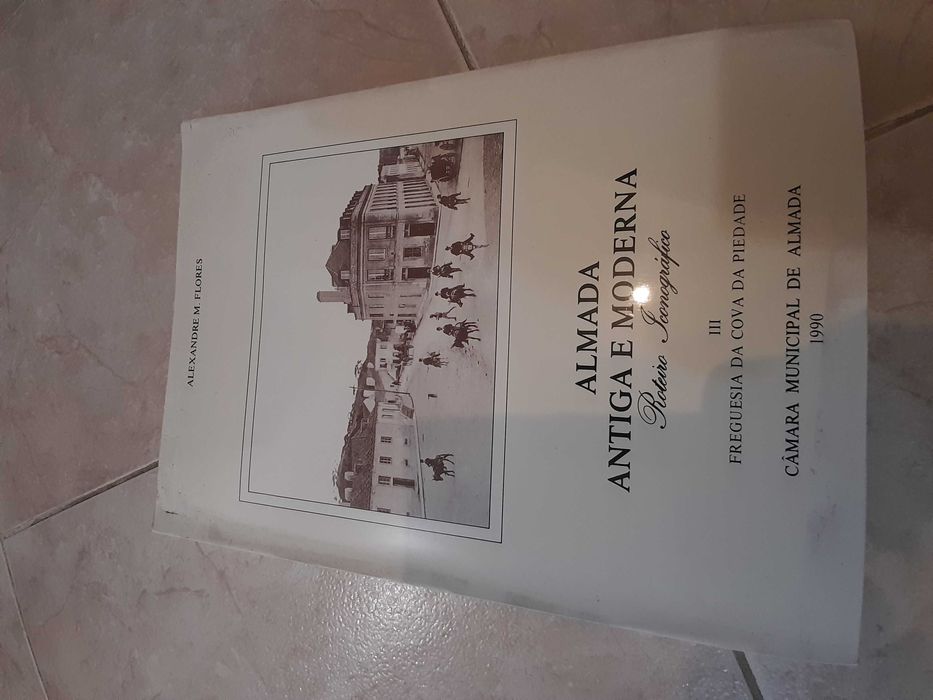 ALEXANDRE M. FLORES
ALMADA
ANTIGA E MODERNA
Roteiro Iconográfico
III
FREGUESIA DA COVA DA PIEDADE
CÂMARA MUNICIPAL DE ALMADA
1990